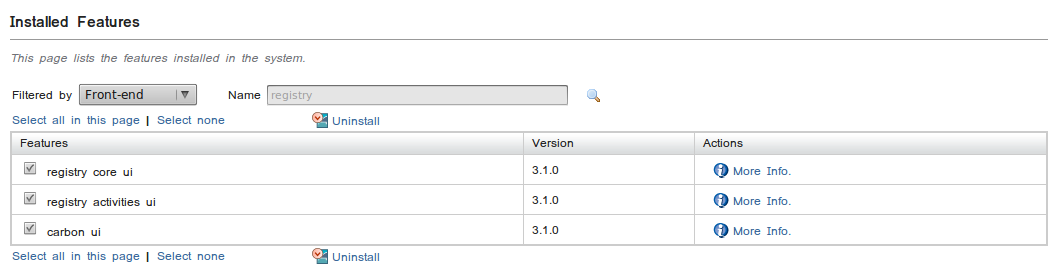 Installed Features
This page lists the features installed in the system.
Filtered by Front-end Name registry
Select all in this page | Select none Uninstall
Features Version Actions
registry core ui 3.1.0 More Info.
registry activities ui 3.1.0 More Info.
carbon ui 3.1.0 More Info.
Select all in this page | Select none Uninstall